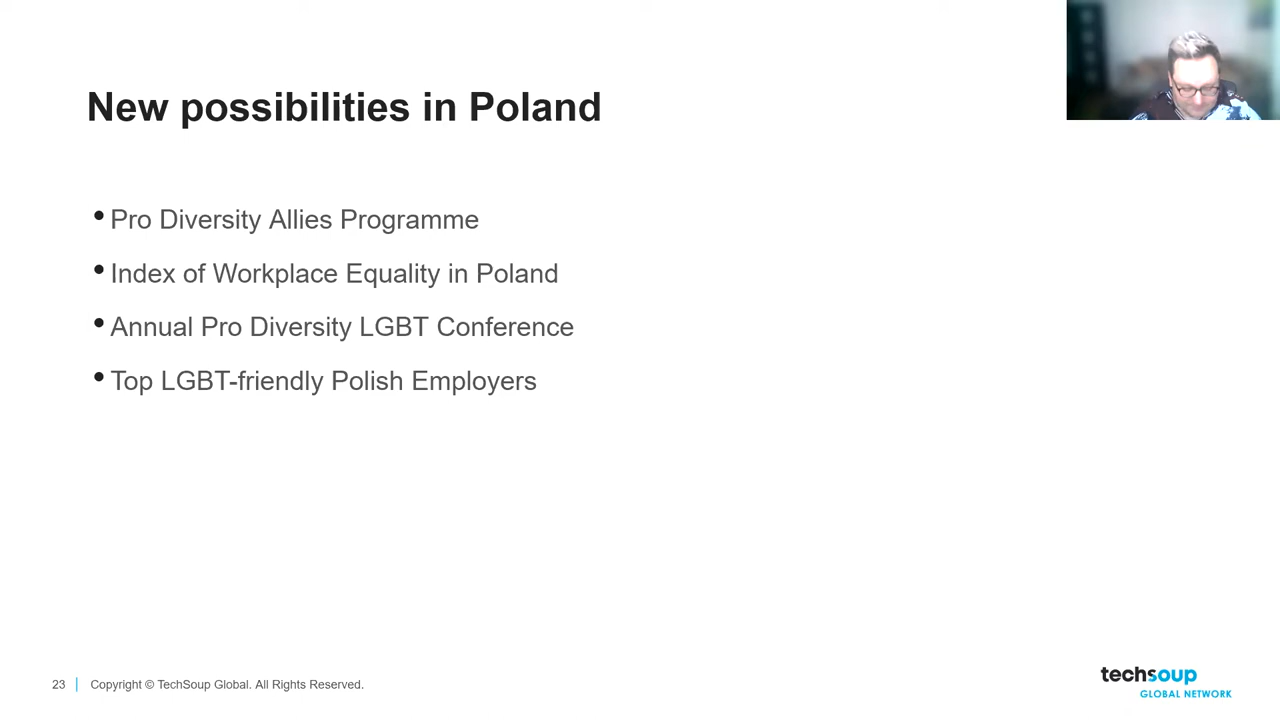 New possibilities in Poland
• Pro Diversity Allies Programme
• Index of Workplace Equality in Poland
• Annual Pro Diversity LGBT Conference
• Top LGBT-friendly Polish Employers
23 | Copyright © TechSoup Global. All Rights Reserved.
techsoup
GLOBAL NETWORK